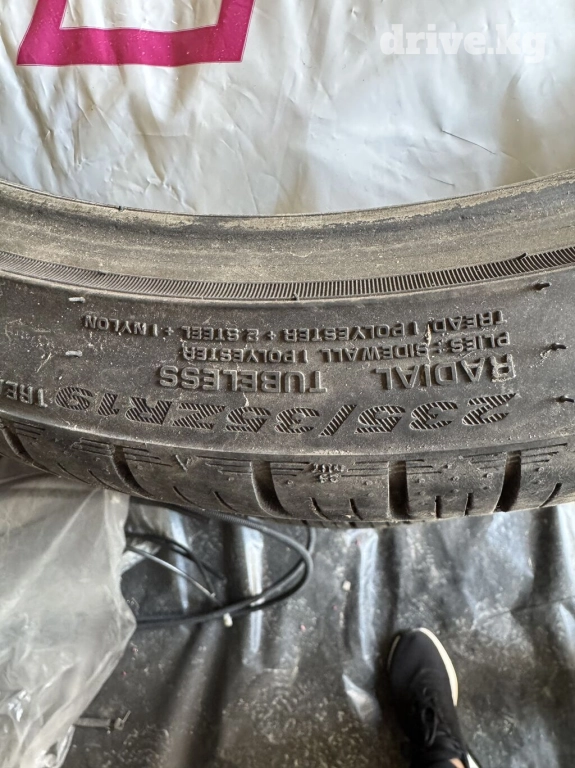 drive.kg
235/35ZR19
RADIAL TUBELESS
PLIES : SIDEWALL 1 POLYESTER
TREAD 1 POLYESTER + 2 STEEL + 1 NYLON